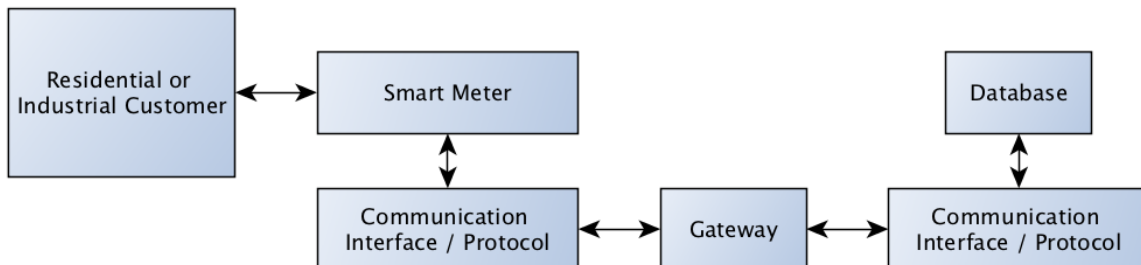 Residential or
Industrial Customer
Smart Meter
Database
Communication
Interface / Protocol
Gateway
Communication
Interface / Protocol